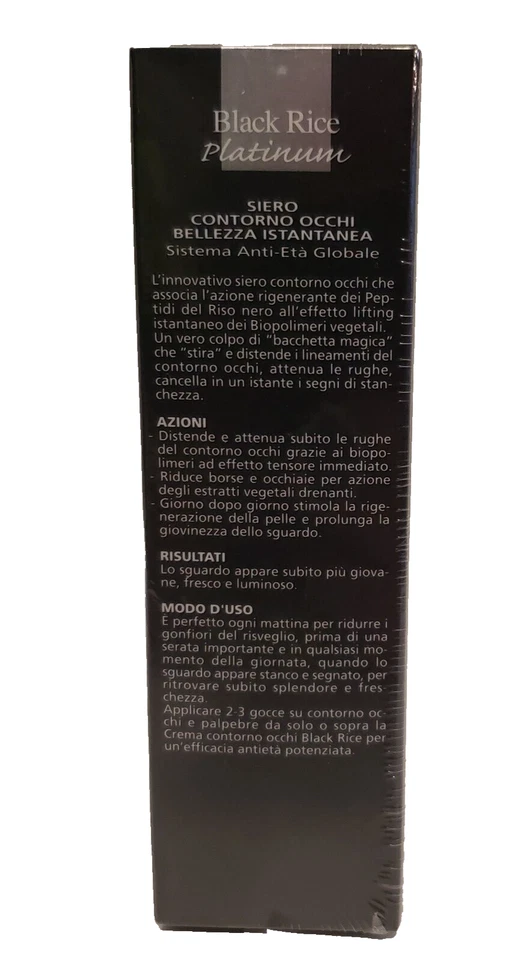 Black Rice
Platinum
SIERO
CONTORNO OCCHI
BELLEZZA ISTANTANEA
Sistema Anti-Età Globale
L'innovativo siero contorno occhi che
associa l'azione rigenerante dei Pep-
tidi del Riso nero all'effetto lifting
istantaneo dei Biopolimeri vegetali.
Un vero colpo di "bacchetta magica"
che "stira" e distende i lineamenti del
contorno occhi, attenua le rughe,
cancella in un istante i segni di stan-
chezza.
AZIONI
- Distende e attenua subito le rughe
del contorno occhi grazie ai biopo-
limeri ad effetto tensore immediato.
- Riduce borse e occhiaie per azione
degli estratti vegetali drenanti.
- Giorno dopo giorno stimola la rige-
nerazione della pelle e prolunga la
giovinezza dello sguardo.
RISULTATI
Lo sguardo appare subito più giova-
ne, fresco e luminoso.
MODO D'USO
È perfetto ogni mattina per ridurre i
gonfiori del risveglio, prima di una
serata importante e in qualsiasi mo-
mento della giornata, quando lo
sguardo appare stanco e segnato, per
ritrovare subito splendore e fres-
chezza.
Applicare 2-3 gocce su contorno oc-
chi e palpebre da solo o sopra la
Crema contorno occhi Black Rice per
un'efficacia antietà potenziata.